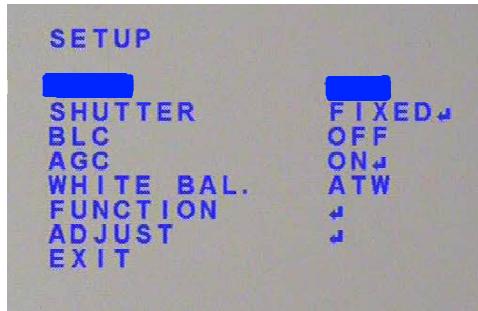 SETUP
SHUTTER FIXED↲
BLC OFF
AGC ON↲
WHITE BAL. ATW
FUNCTION ↲
ADJUST ↲
EXIT